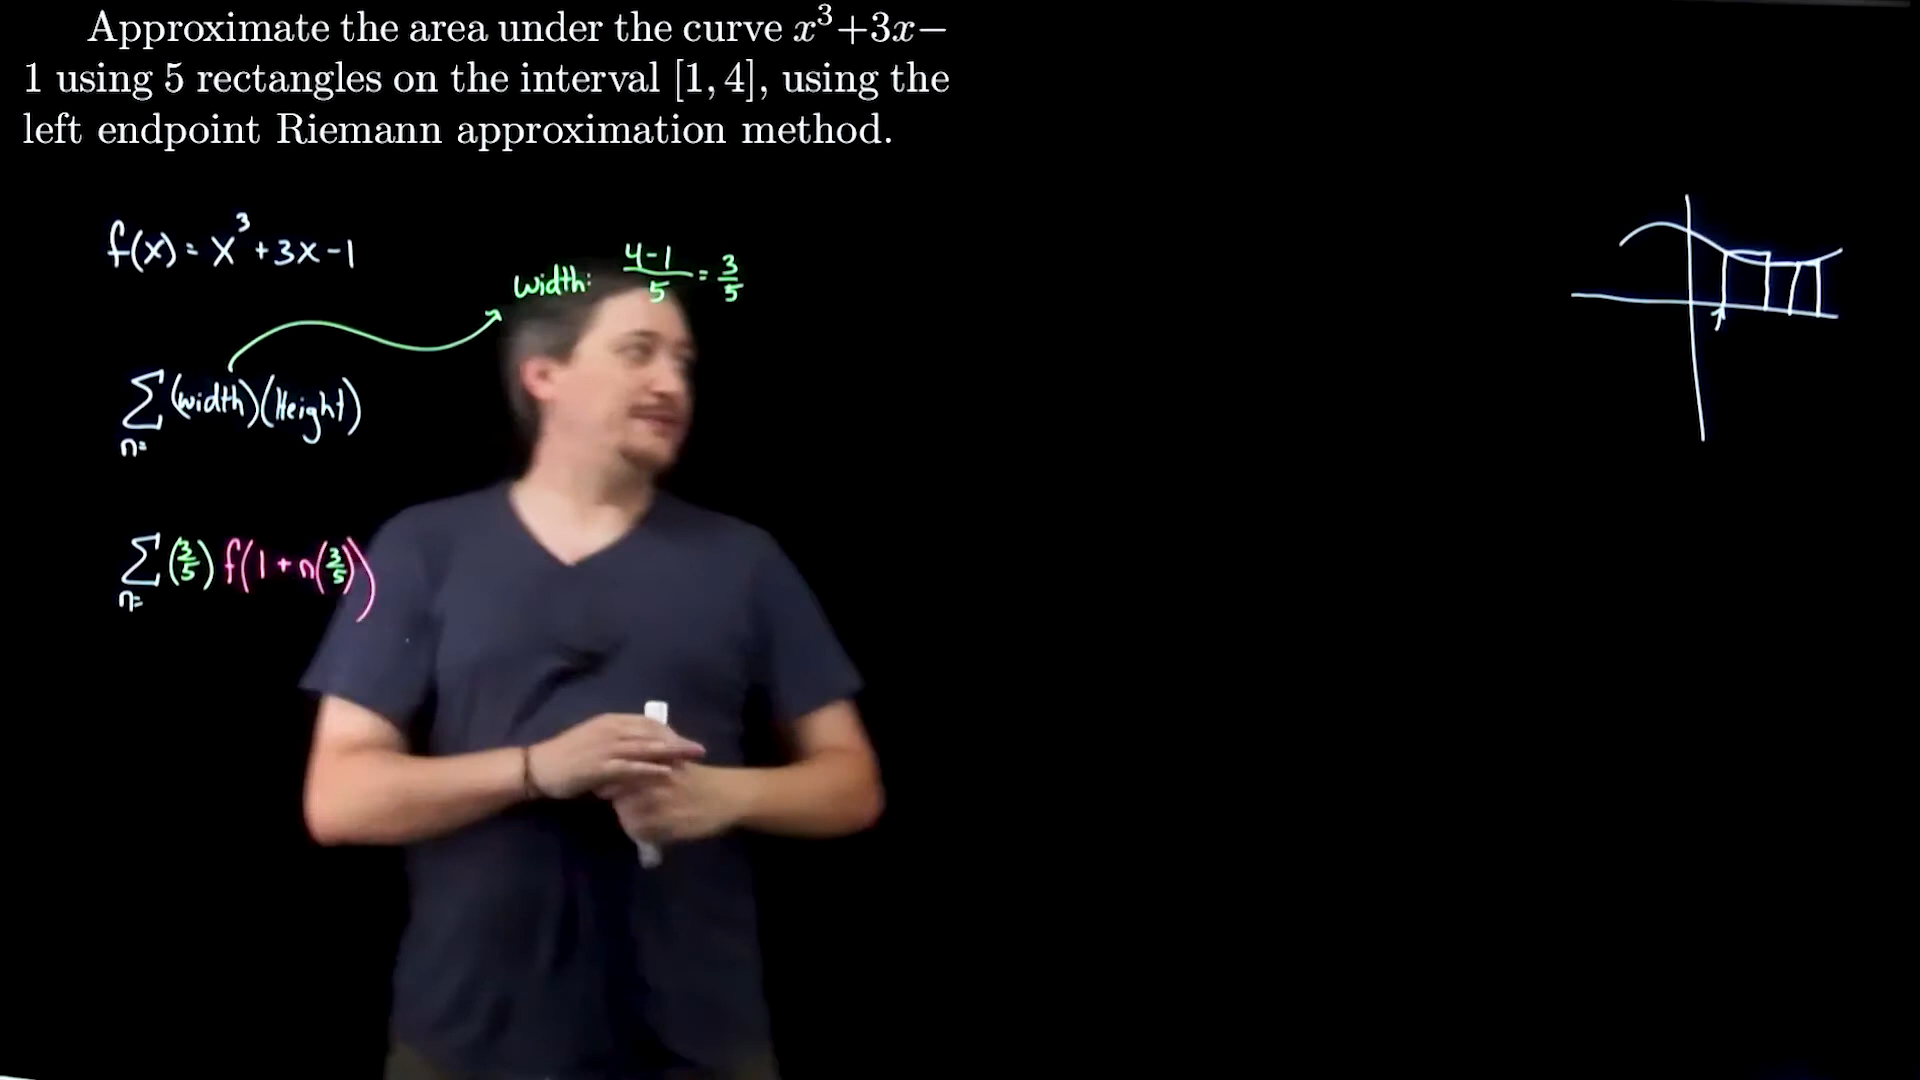 Approximate the area under the curve x³+3x−
1 using 5 rectangles on the interval [1, 4], using the
left endpoint Riemann approximation method.
f(x) = x³ + 3x - 1
width: (4-1)/5 = 3/5
∑ n= (width)(Height)
∑ n= (3/5) f(1 + n(3/5))